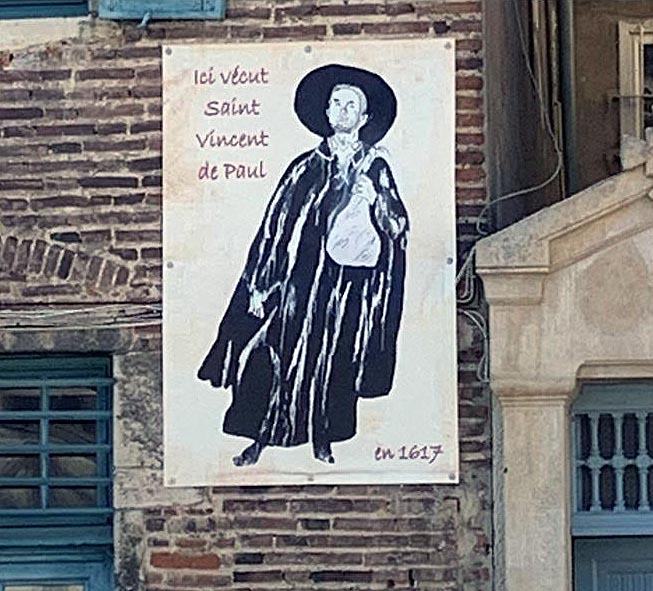 Ici vécut
Saint
Vincent
de Paul
en 1617